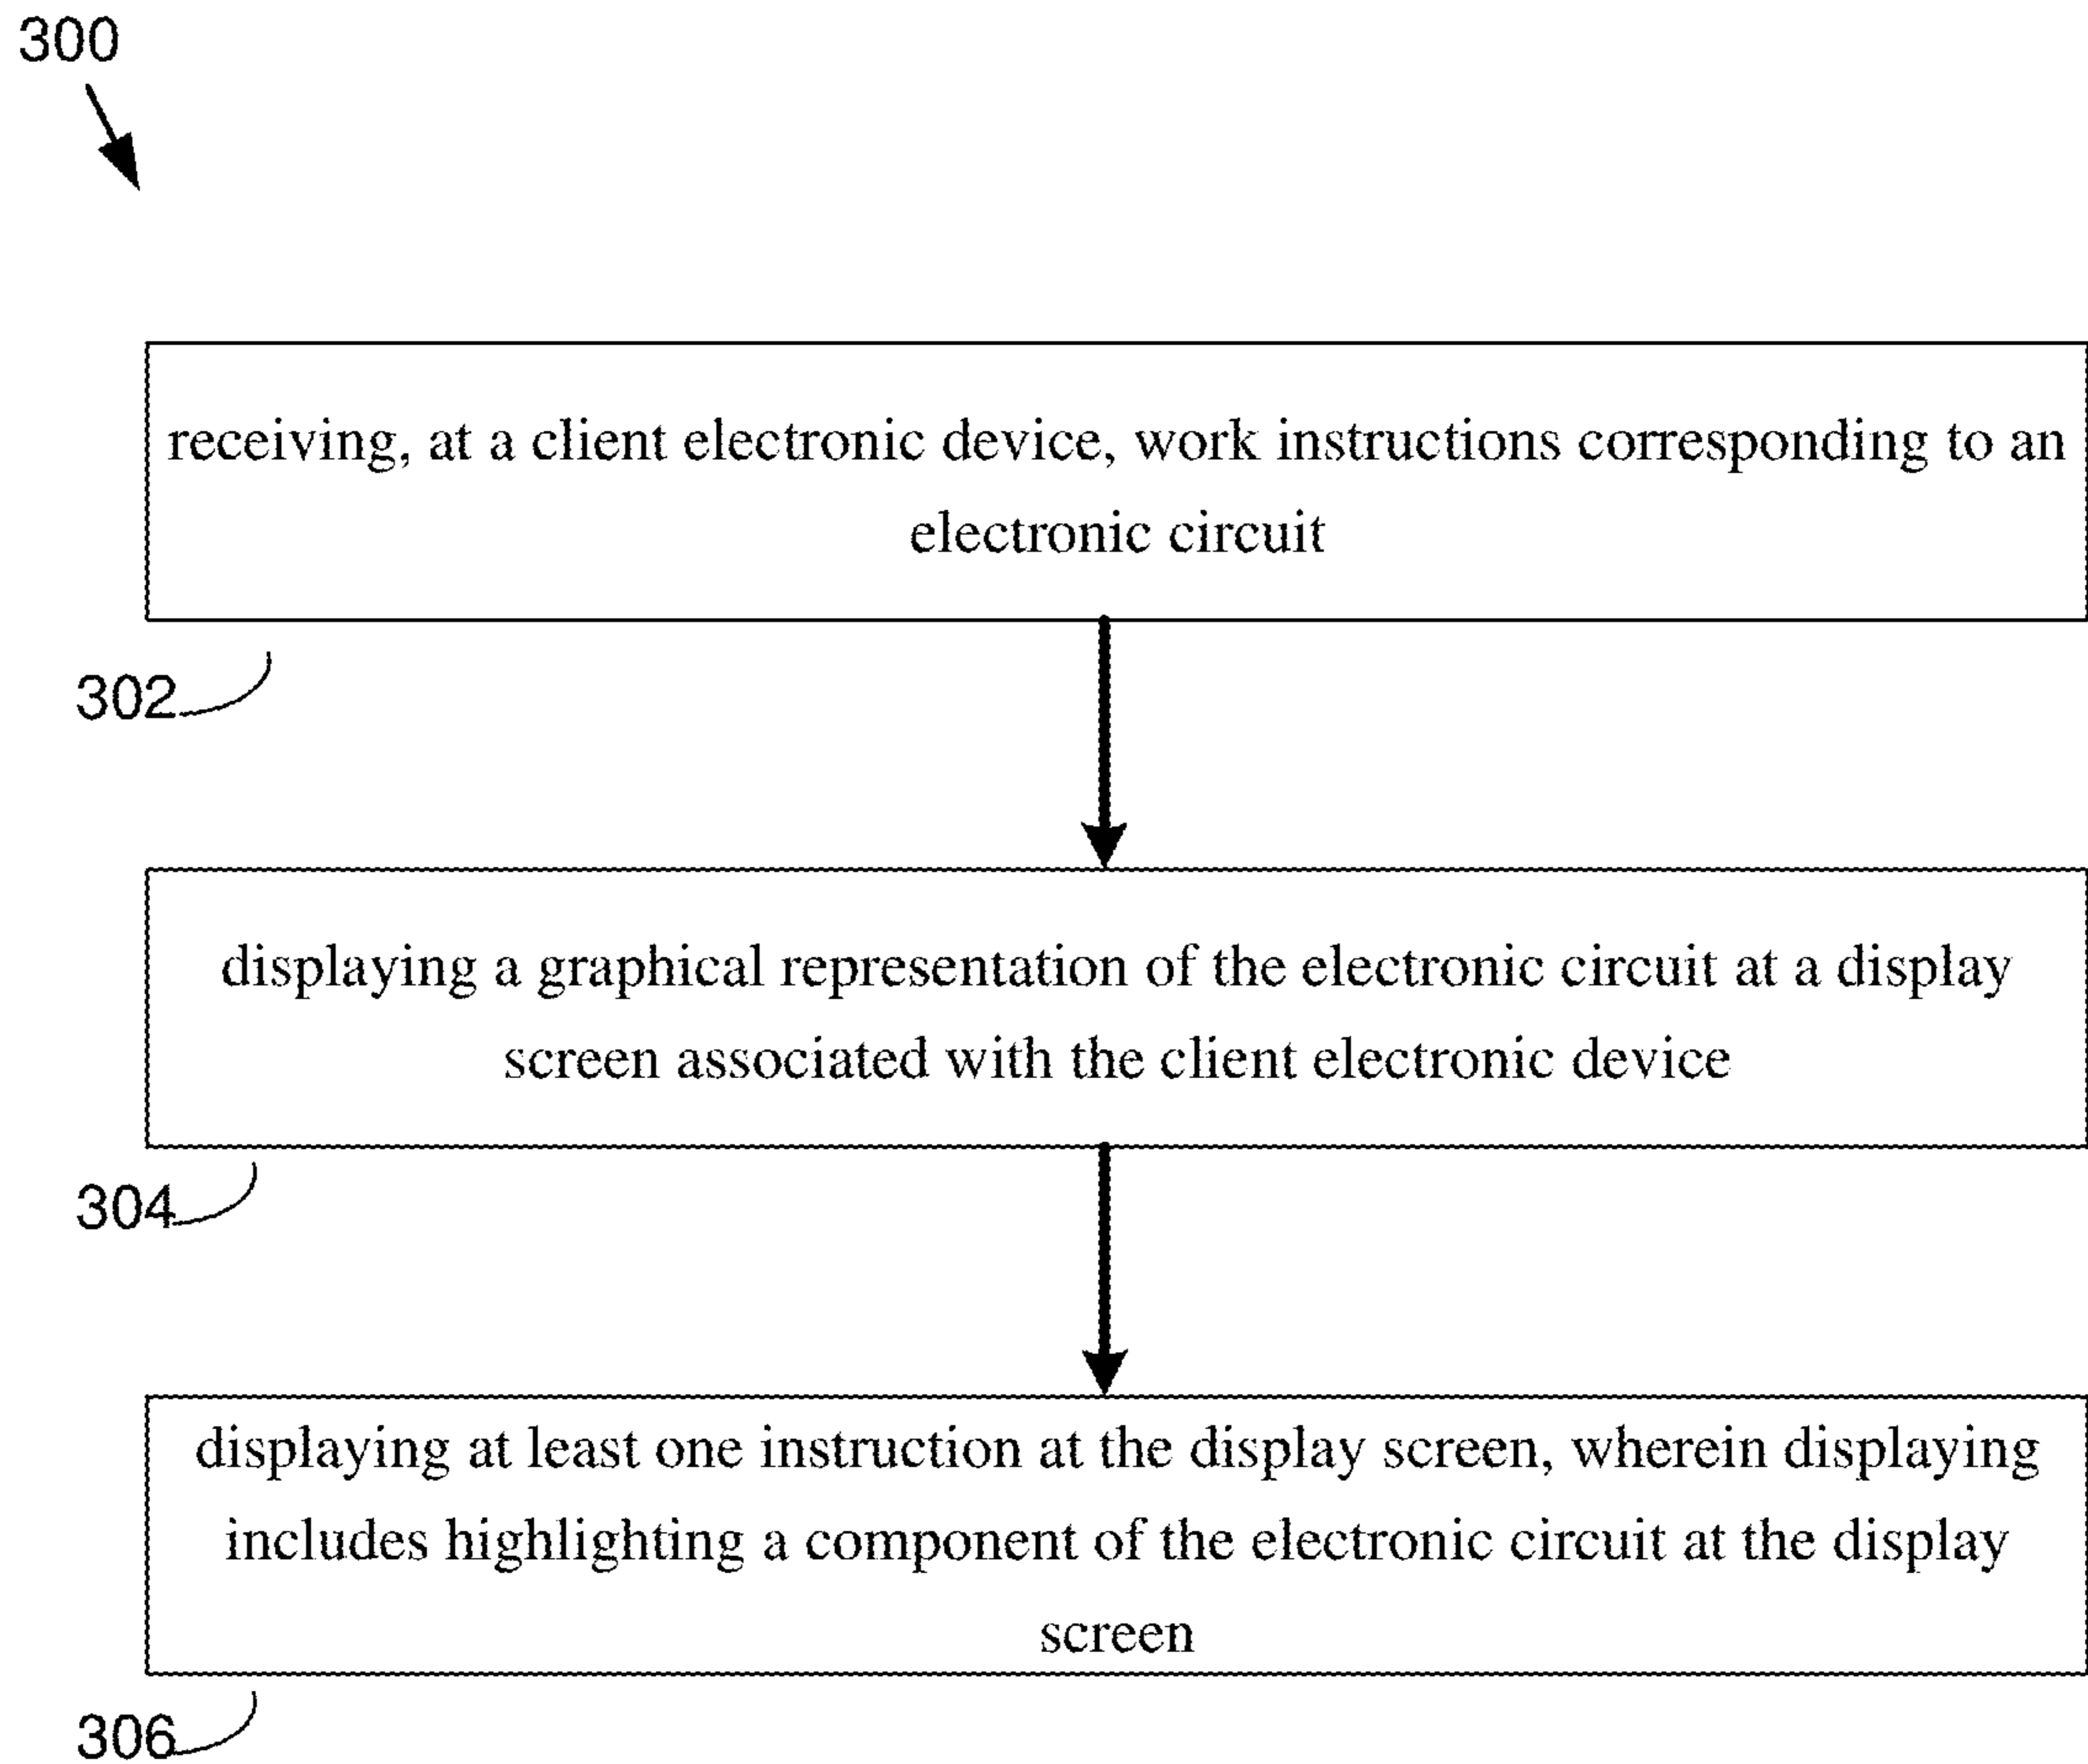 300
receiving, at a client electronic device, work instructions corresponding to an
electronic circuit
302
displaying a graphical representation of the electronic circuit at a display
screen associated with the client electronic device
304
displaying at least one instruction at the display screen, wherein displaying
includes highlighting a component of the electronic circuit at the display
screen
306